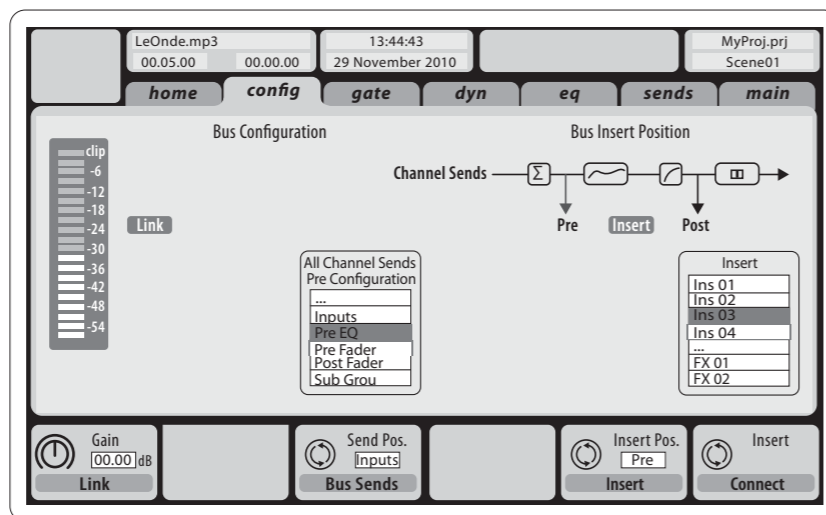 LeOnde.mp3
00.05.00 00.00.00
13:44:43
29 November 2010
MyProj.prj
Scene01
home config gate dyn eq sends main
Bus Configuration
Bus Insert Position
clip
-6
-12
-18
-24
-30
-36
-42
-48
-54
Link
Channel Sends
Σ
Pre Insert Post
All Channel Sends
Pre Configuration
...
Inputs
Pre EQ
Pre Fader
Post Fader
Sub Grou
Insert
Ins 01
Ins 02
Ins 03
Ins 04
...
FX 01
FX 02
Gain
00.00 dB
Link
Send Pos.
Inputs
Bus Sends
Insert Pos.
Pre
Insert
Insert
Connect